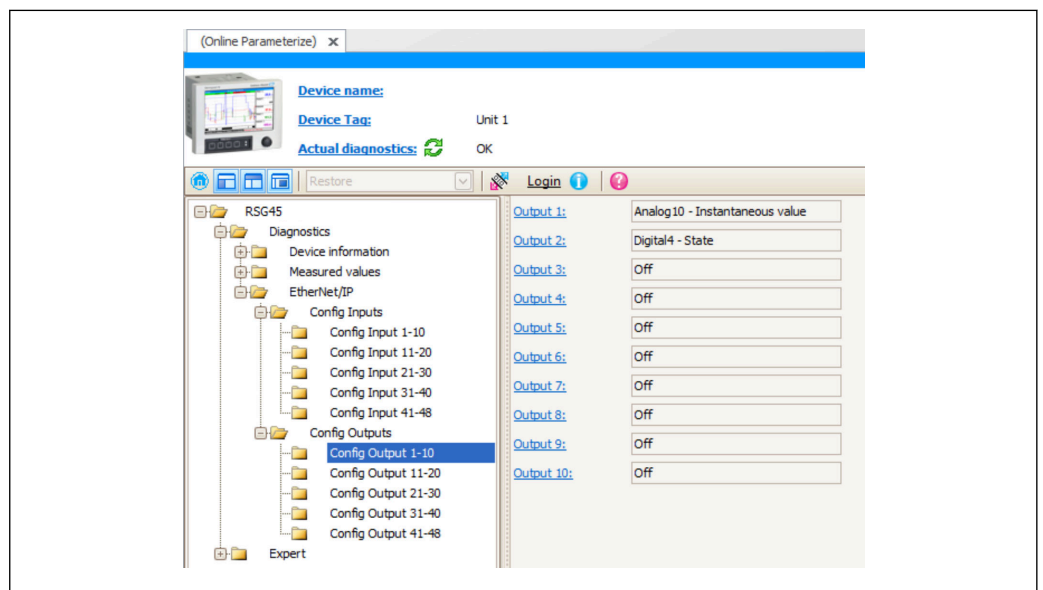 (Online Parameterize) x
Device name:
Device Tag: Unit 1
Actual diagnostics: OK
Restore Login
RSG45
Diagnostics
Device information
Measured values
EtherNet/IP
Config Inputs
Config Input 1-10
Config Input 11-20
Config Input 21-30
Config Input 31-40
Config Input 41-48
Config Outputs
Config Output 1-10
Config Output 11-20
Config Output 21-30
Config Output 31-40
Config Output 41-48
Expert
Output 1: Analog10 - Instantaneous value
Output 2: Digital4 - State
Output 3: Off
Output 4: Off
Output 5: Off
Output 6: Off
Output 7: Off
Output 8: Off
Output 9: Off
Output 10: Off